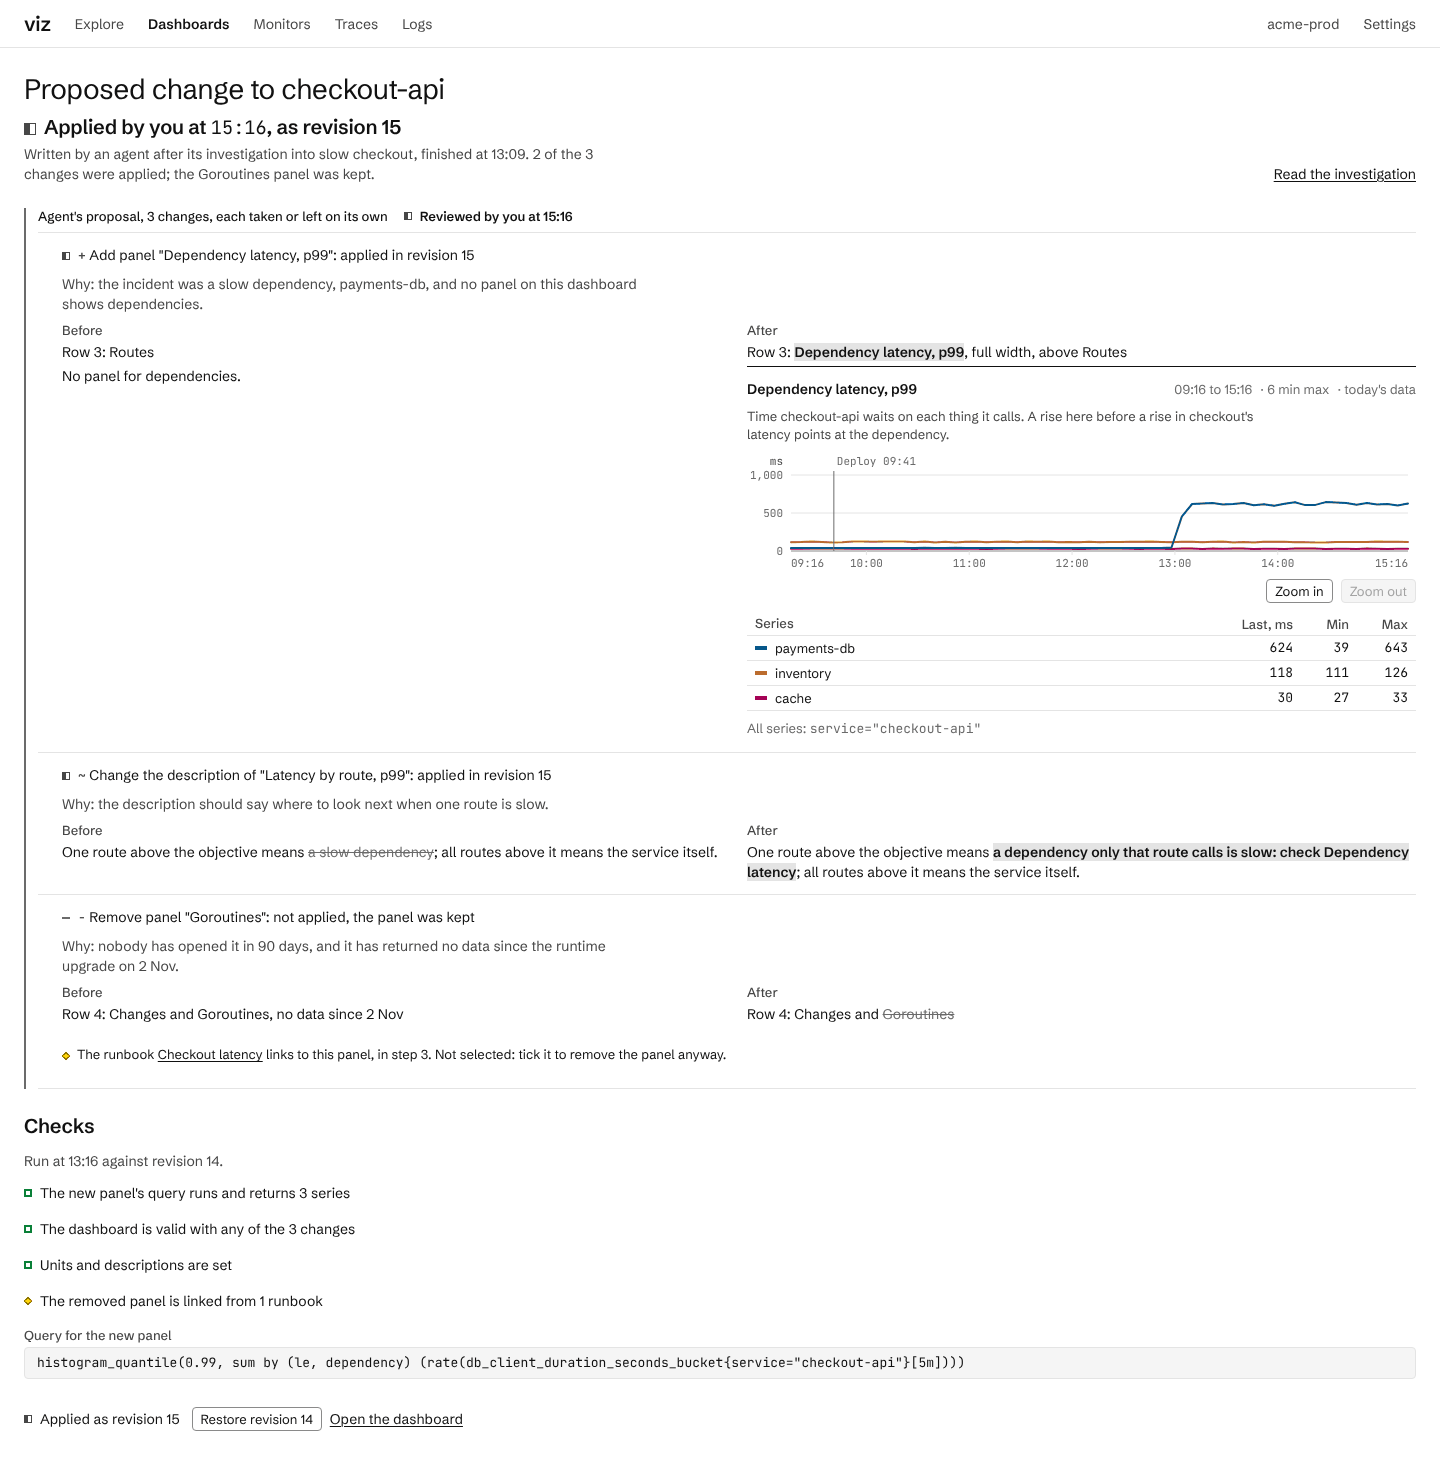 viz Explore Dashboards Monitors Traces Logs acme-prod Settings
Proposed change to checkout-api
Applied by you at 15:16, as revision 15
Written by an agent after its investigation into slow checkout, finished at 13:09. 2 of the 3
changes were applied; the Goroutines panel was kept.
Read the investigation
Agent's proposal, 3 changes, each taken or left on its own Reviewed by you at 15:16
+ Add panel "Dependency latency, p99": applied in revision 15
Why: the incident was a slow dependency, payments-db, and no panel on this dashboard
shows dependencies.
Before
Row 3: Routes
No panel for dependencies.
After
Row 3: Dependency latency, p99, full width, above Routes
Dependency latency, p99 09:16 to 15:16 · 6 min max · today's data
Time checkout-api waits on each thing it calls. A rise here before a rise in checkout's
latency points at the dependency.
ms Deploy 09:41
1,000
500
0
09:16 10:00 11:00 12:00 13:00 14:00 15:16
Zoom in Zoom out
Series Last, ms Min Max
payments-db 624 39 643
inventory 118 111 126
cache 30 27 33
All series: service="checkout-api"
~ Change the description of "Latency by route, p99": applied in revision 15
Why: the description should say where to look next when one route is slow.
Before
One route above the objective means a slow dependency; all routes above it means the service itself.
After
One route above the objective means a dependency only that route calls is slow: check Dependency
latency; all routes above it means the service itself.
- Remove panel "Goroutines": not applied, the panel was kept
Why: nobody has opened it in 90 days, and it has returned no data since the runtime
upgrade on 2 Nov.
Before
Row 4: Changes and Goroutines, no data since 2 Nov
After
Row 4: Changes and Goroutines
The runbook Checkout latency links to this panel, in step 3. Not selected: tick it to remove the panel anyway.
Checks
Run at 13:16 against revision 14.
The new panel's query runs and returns 3 series
The dashboard is valid with any of the 3 changes
Units and descriptions are set
The removed panel is linked from 1 runbook
Query for the new panel
histogram_quantile(0.99, sum by (le, dependency) (rate(db_client_duration_seconds_bucket{service="checkout-api"}[5m])))
Applied as revision 15 Restore revision 14 Open the dashboard